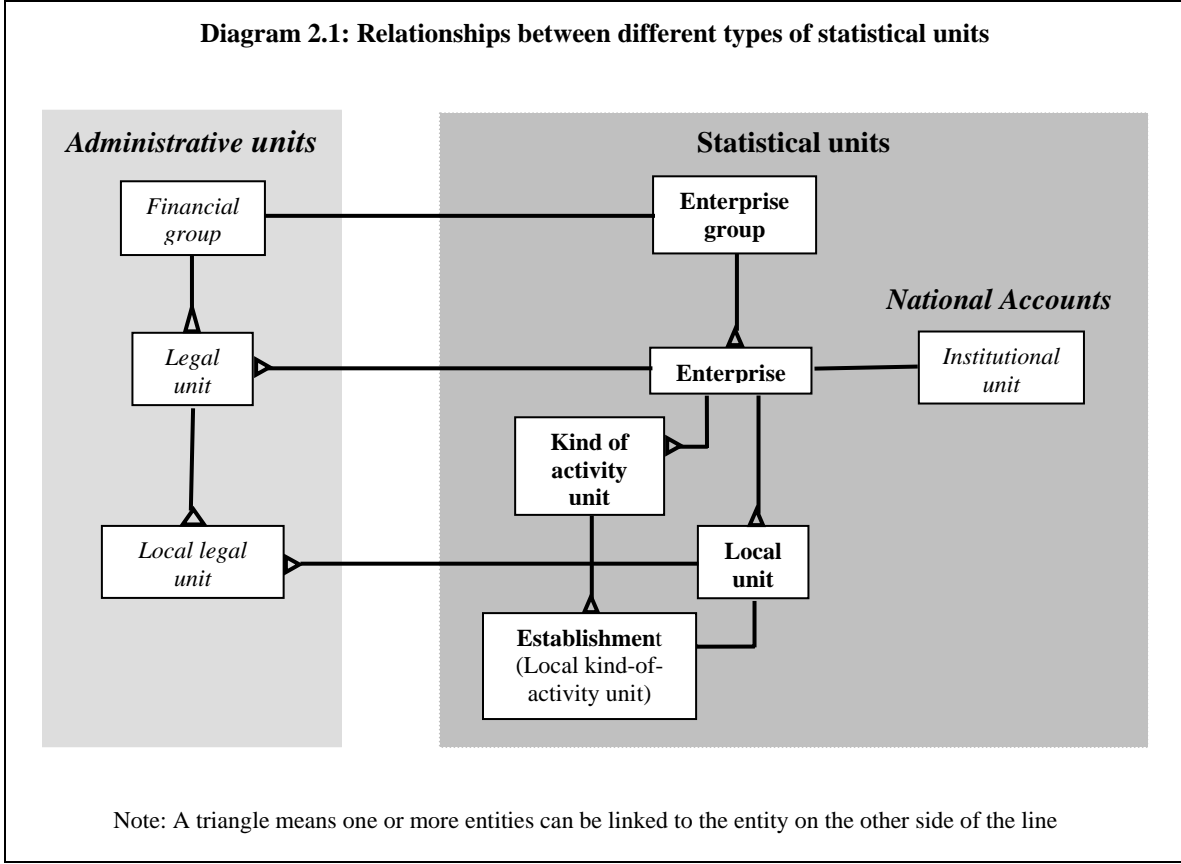 Diagram 2.1: Relationships between different types of statistical units
Administrative units
Financial
group
Legal
unit
Local legal
unit
Statistical units
Enterprise
group
National Accounts
Enterprise
Institutional
unit
Kind of
activity
unit
Local
unit
Establishment
(Local kind-of-
activity unit)
Note: A triangle means one or more entities can be linked to the entity on the other side of the line